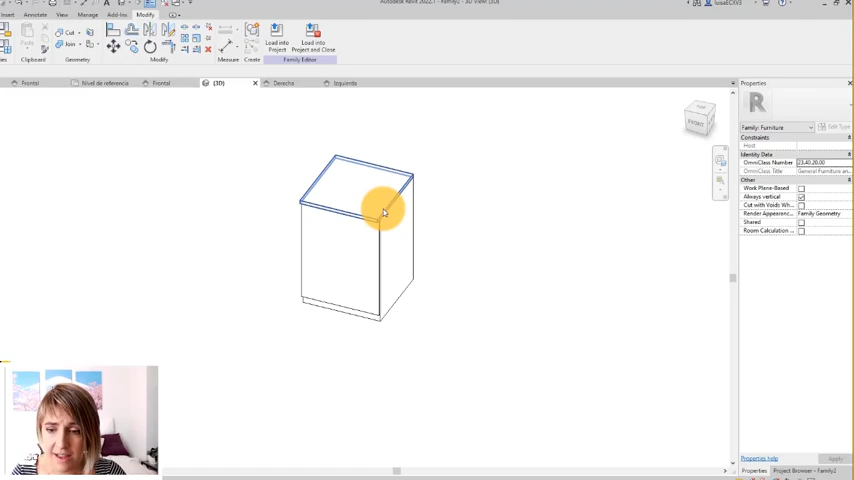 Autodesk Revit 2022.
3D View: {3D}
luisaECXV3
Insert
Annotate
View
Manage
Add-Ins
Modify
Paste
Cut
Join
Load into
Project
Load into
Project and Close
Clipboard
Geometry
Modify
Measure
Create
Family Editor
Frontal
Nivel de referencia
Frontal
{3D}
Derecha
Izquierda
Properties
R
Family: Furniture
Edit Type
Constraints
Host
Identity Data
OmniClass Number
23.40.20.00
OmniClass Title
General Furniture an...
Other
Work Plane-Based
Always vertical
Cut with Voids Wh...
Render Appearanc...
Family Geometry
Shared
Room Calculation ...
TOP
FRONT
Properties help
Apply
Properties
Project Browser - Family2